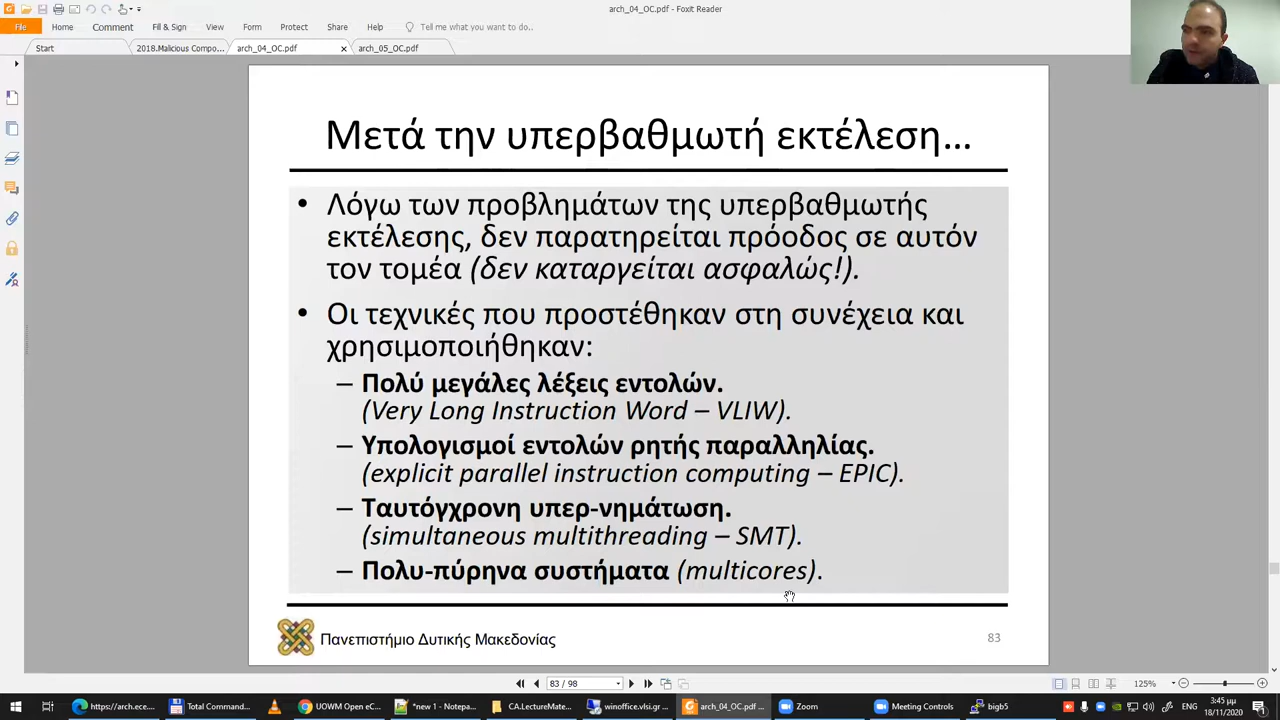 arch_04_OC.pdf - Foxit Reader
File Home Comment Fill & Sign View Form Protect Share Help Tell me what you want to do..
Start 2018.Malicious Compo... arch_04_OC.pdf arch_05_OC.pdf
Μετά την υπερβαθμωτή εκτέλεση...
• Λόγω των προβλημάτων της υπερβαθμωτής
εκτέλεσης, δεν παρατηρείται πρόοδος σε αυτόν
τον τομέα (δεν καταργείται ασφαλώς!).
• Οι τεχνικές που προστέθηκαν στη συνέχεια και
χρησιμοποιήθηκαν:
– Πολύ μεγάλες λέξεις εντολών.
(Very Long Instruction Word – VLIW).
– Υπολογισμοί εντολών ρητής παραλληλίας.
(explicit parallel instruction computing – EPIC).
– Ταυτόγχρονη υπερ-νημάτωση.
(simultaneous multithreading – SMT).
– Πολυ-πύρηνα συστήματα (multicores).
Πανεπιστήμιο Δυτικής Μακεδονίας
83
83 / 98
125%
https://arch.ece.... Total Command... UOWM Open eC... *new 1 - Notepa... CA.LectureMate... winoffice.vlsi.gr ... arch_04_OC.pdf ... Zoom Meeting Controls bigb5
3:45 μμ
18/11/2020